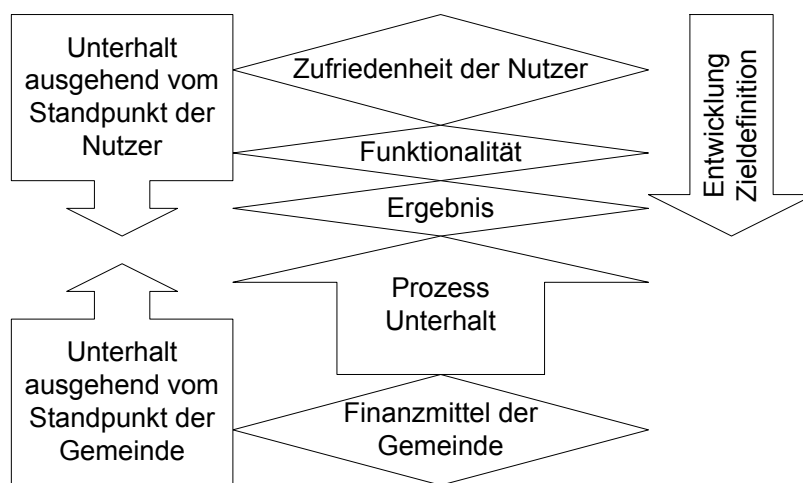 Unterhalt
ausgehend vom
Standpunkt der
Nutzer
Zufriedenheit der Nutzer
Funktionalität
Ergebnis
Entwicklung
Zieldefinition
Prozess
Unterhalt
Unterhalt
ausgehend vom
Standpunkt der
Gemeinde
Finanzmittel der
Gemeinde